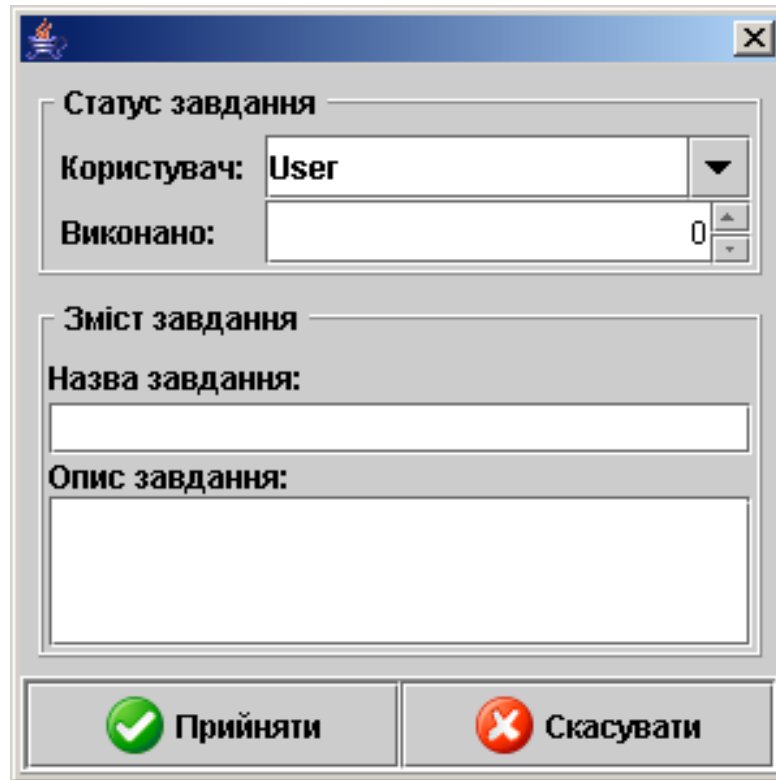 Статус завдання
Користувач: User
Виконано: 0
Зміст завдання
Назва завдання:
Опис завдання:
Прийняти Скасувати